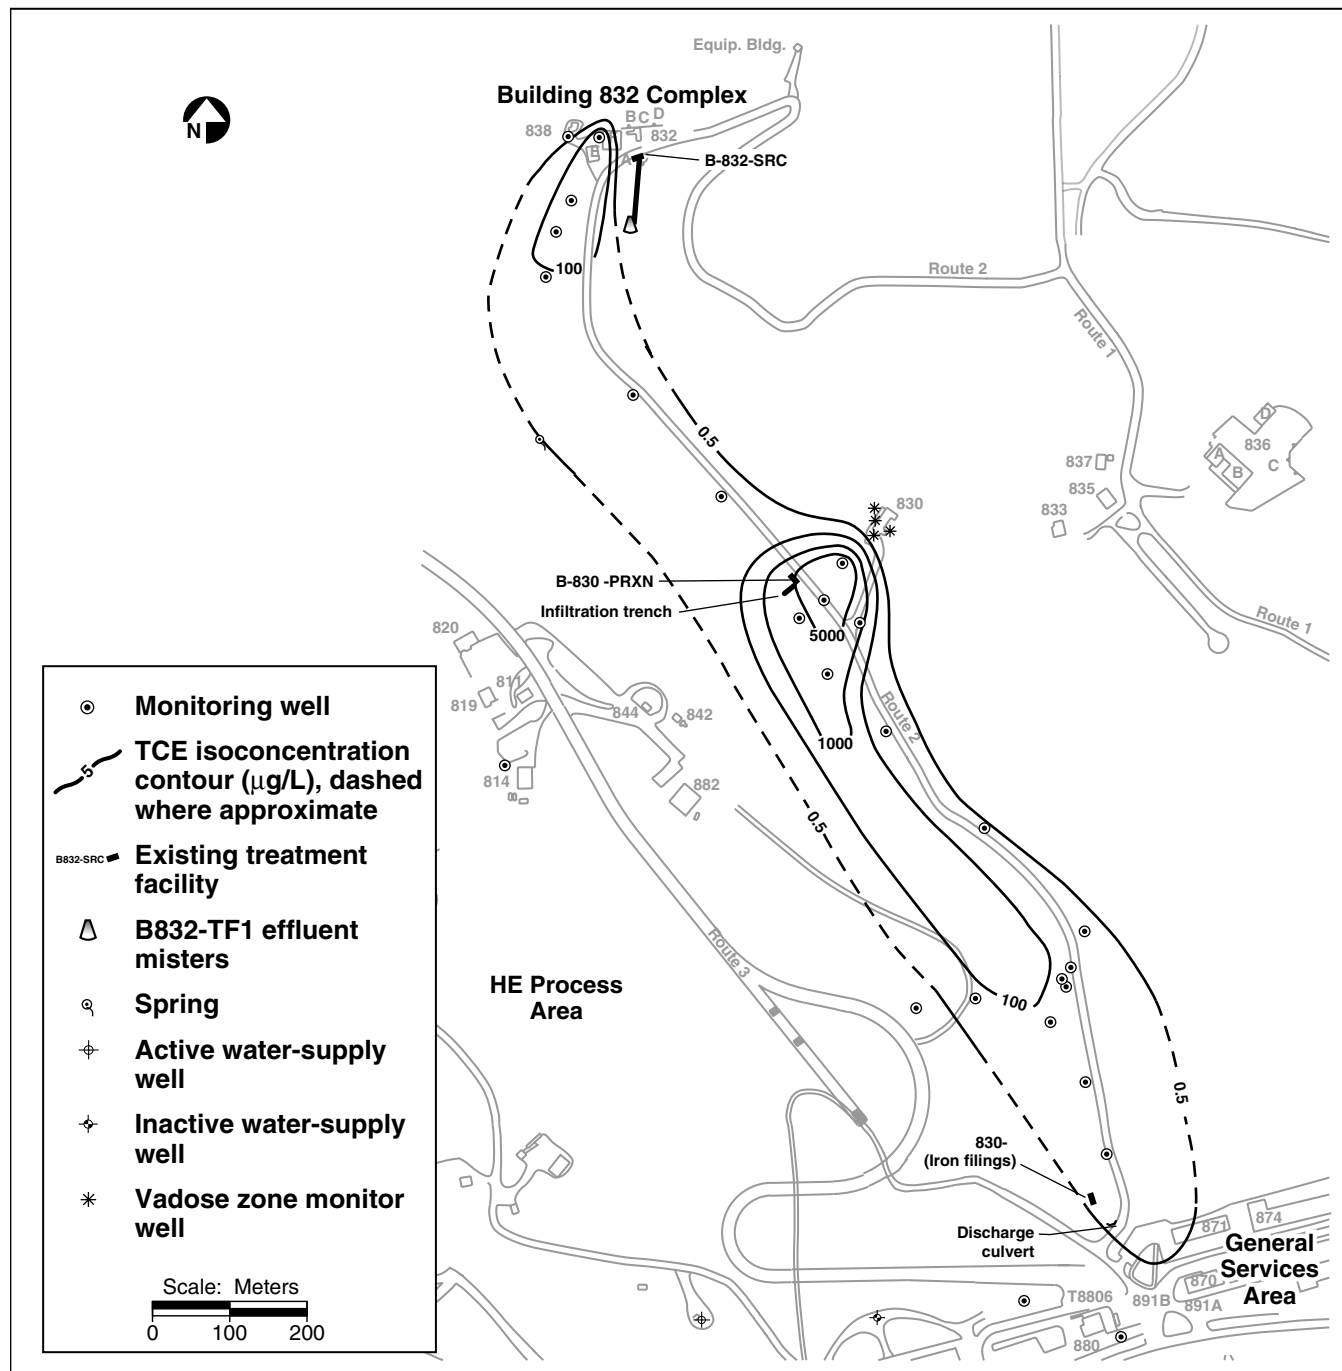 Equip. Bldg.
Building 832 Complex
N
838
B
C
D
832
E
A
B-832-SRC
100
Route 2
Route 1
0.5
D
836
A
B
C
837
835
833
830
B-830 -PRXN
Infiltration trench
5000
Route 1
820
811
819
844
842
1000
Route 2
814
882
0.5
Route 3
HE Process
Area
100
0.5
830-
(Iron filings)
Discharge
culvert
871
874
General
Services
Area
870
T8806
891B
891A
880
Monitoring well
5
TCE isoconcentration
contour (µg/L), dashed
where approximate
B832-SRC
Existing treatment
facility
B832-TF1 effluent
misters
Spring
Active water-supply
well
Inactive water-supply
well
Vadose zone monitor
well
Scale: Meters
0 100 200